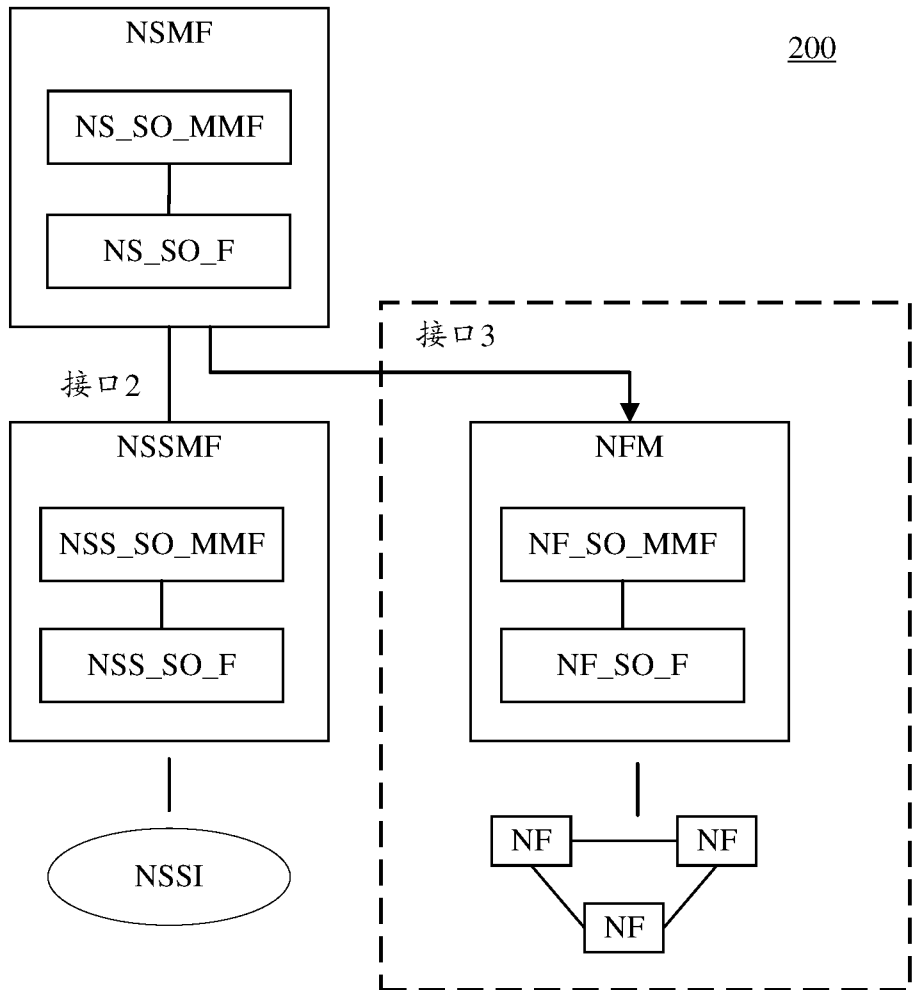 NSMF
200
NS_SO_MMF
NS_SO_F
接口3
接口2
NSSMF
NFM
NSS_SO_MMF
NF_SO_MMF
NSS_SO_F
NF_SO_F
NF
NF
NSSI
NF